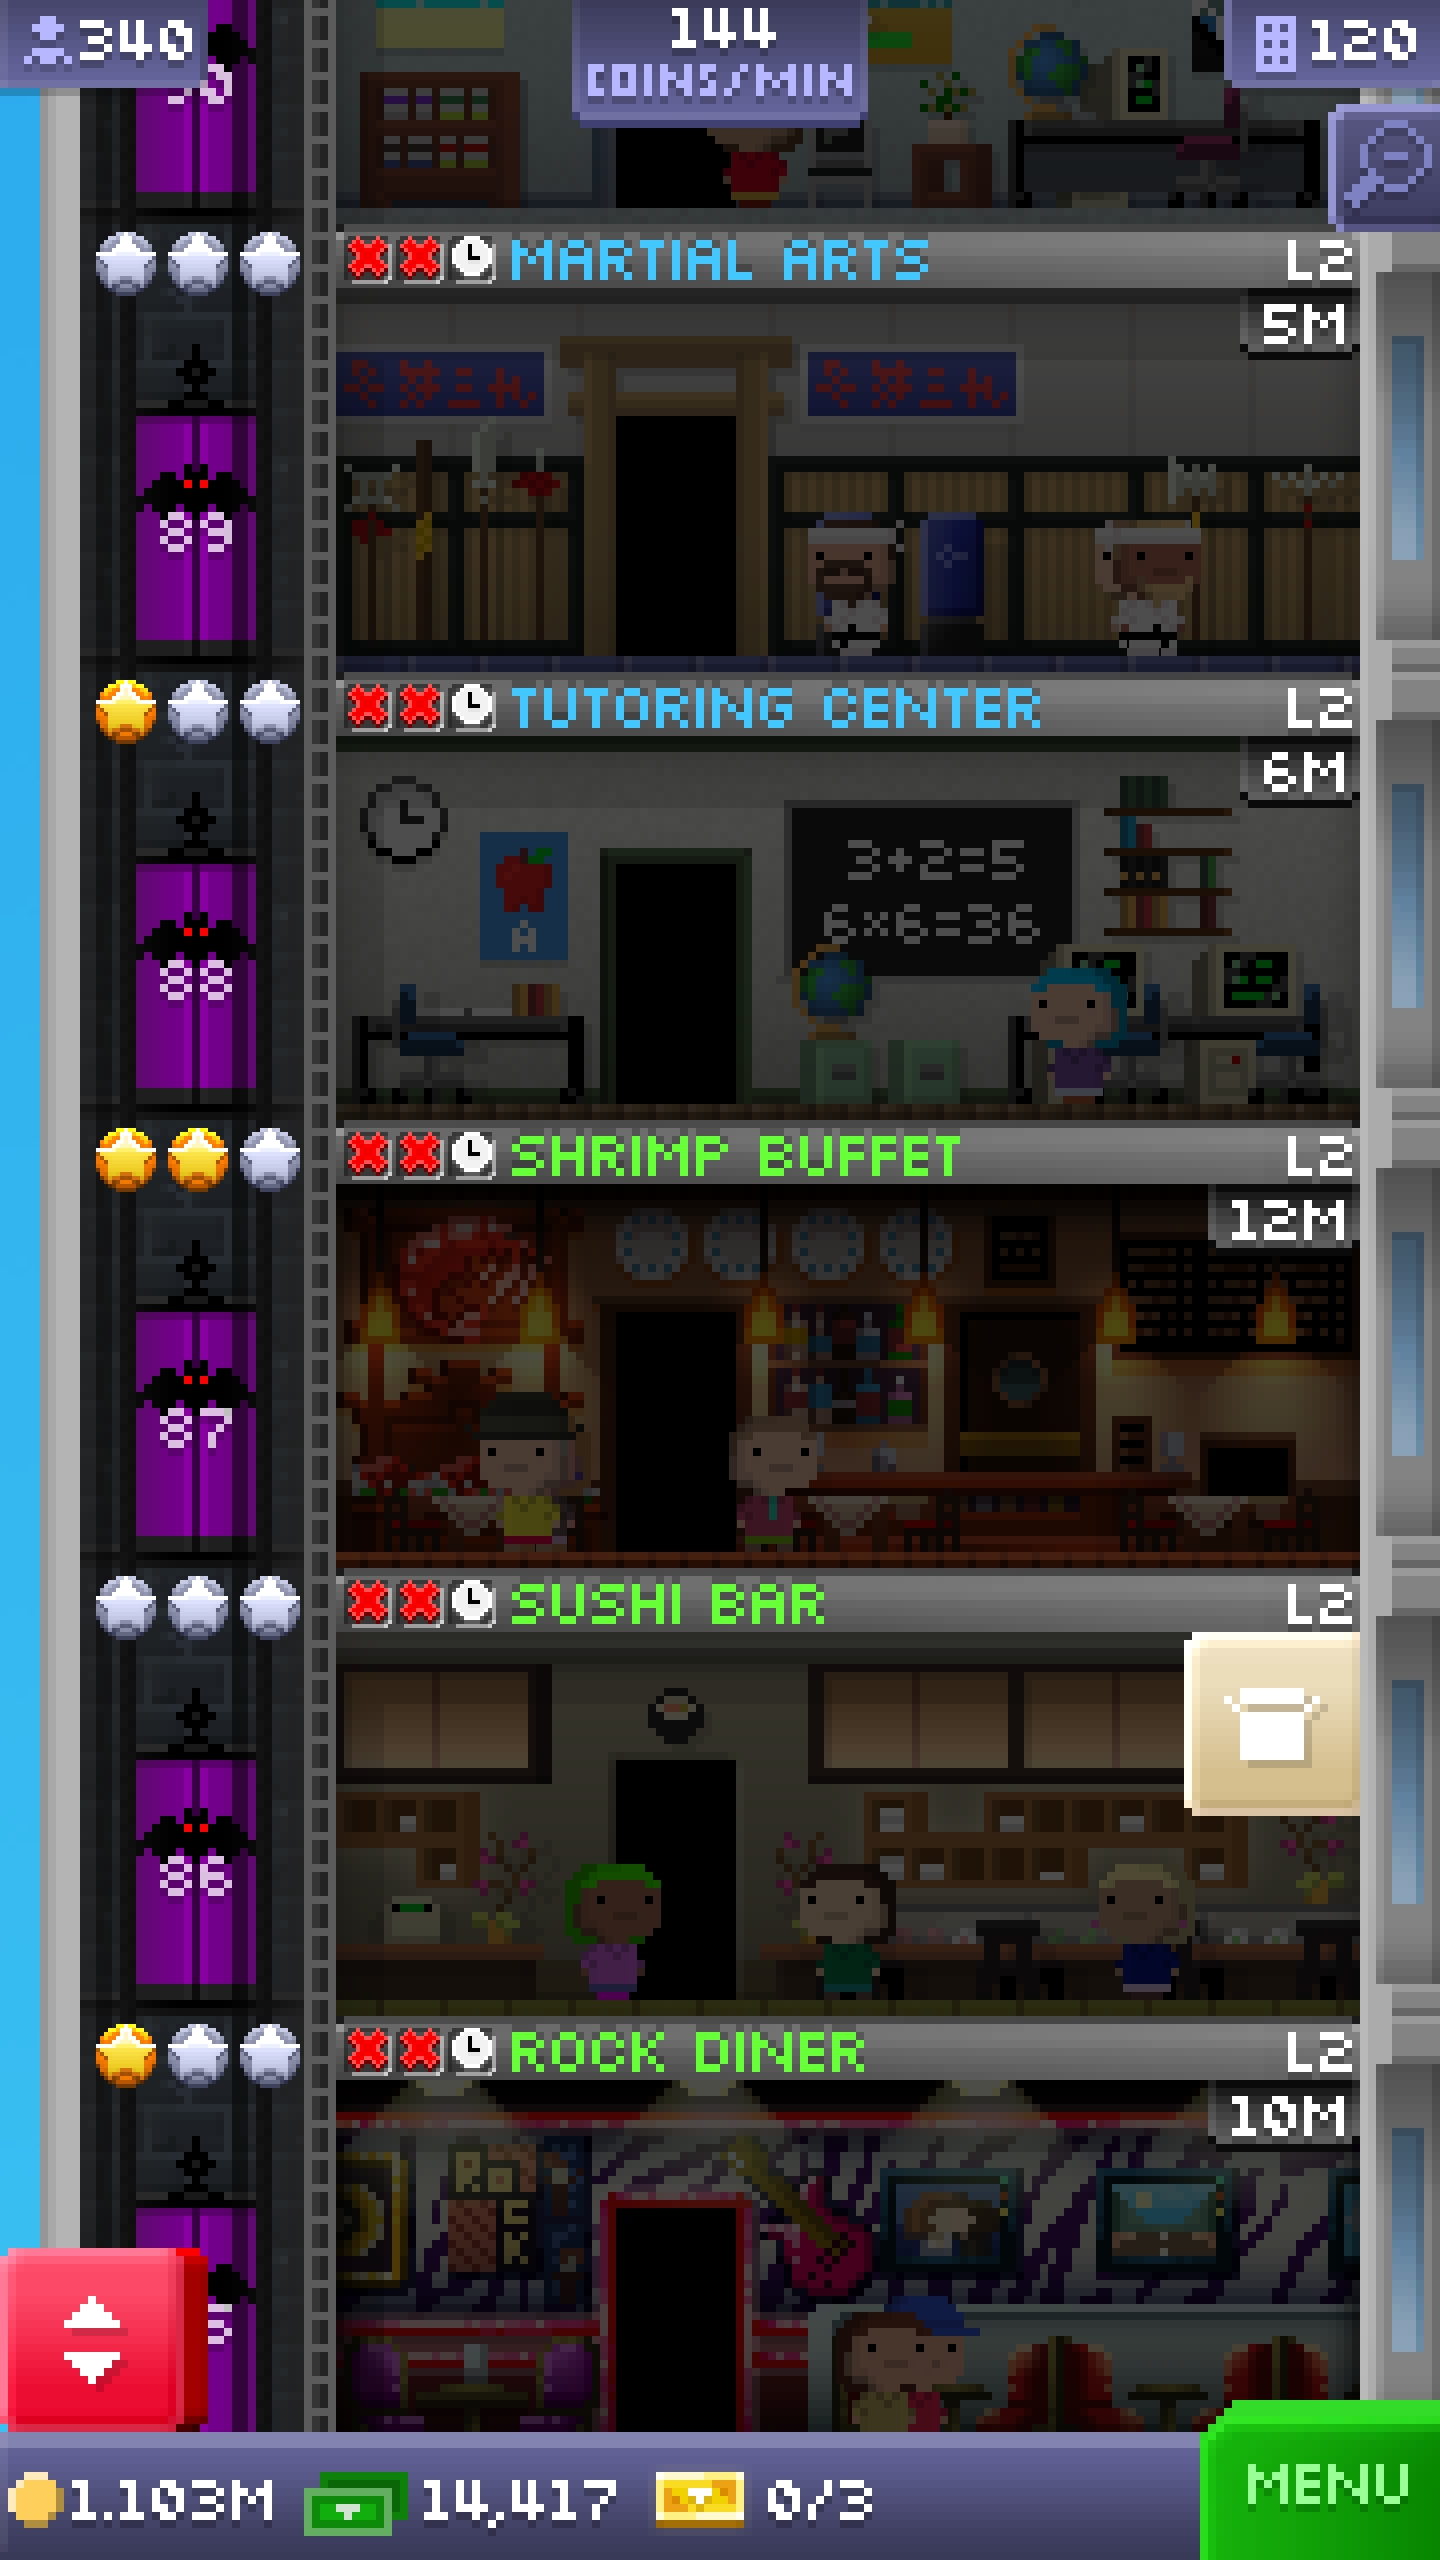 340
144
COINS/MIN
120
MARTIAL ARTS
L2
5M
89
TUTORING CENTER
L2
6M
3+2=5
6×6=36
A
88
SHRIMP BUFFET
L2
12M
87
SUSHI BAR
L2
86
ROCK DINER
L2
10M
1.103M
14,417
0/3
MENU